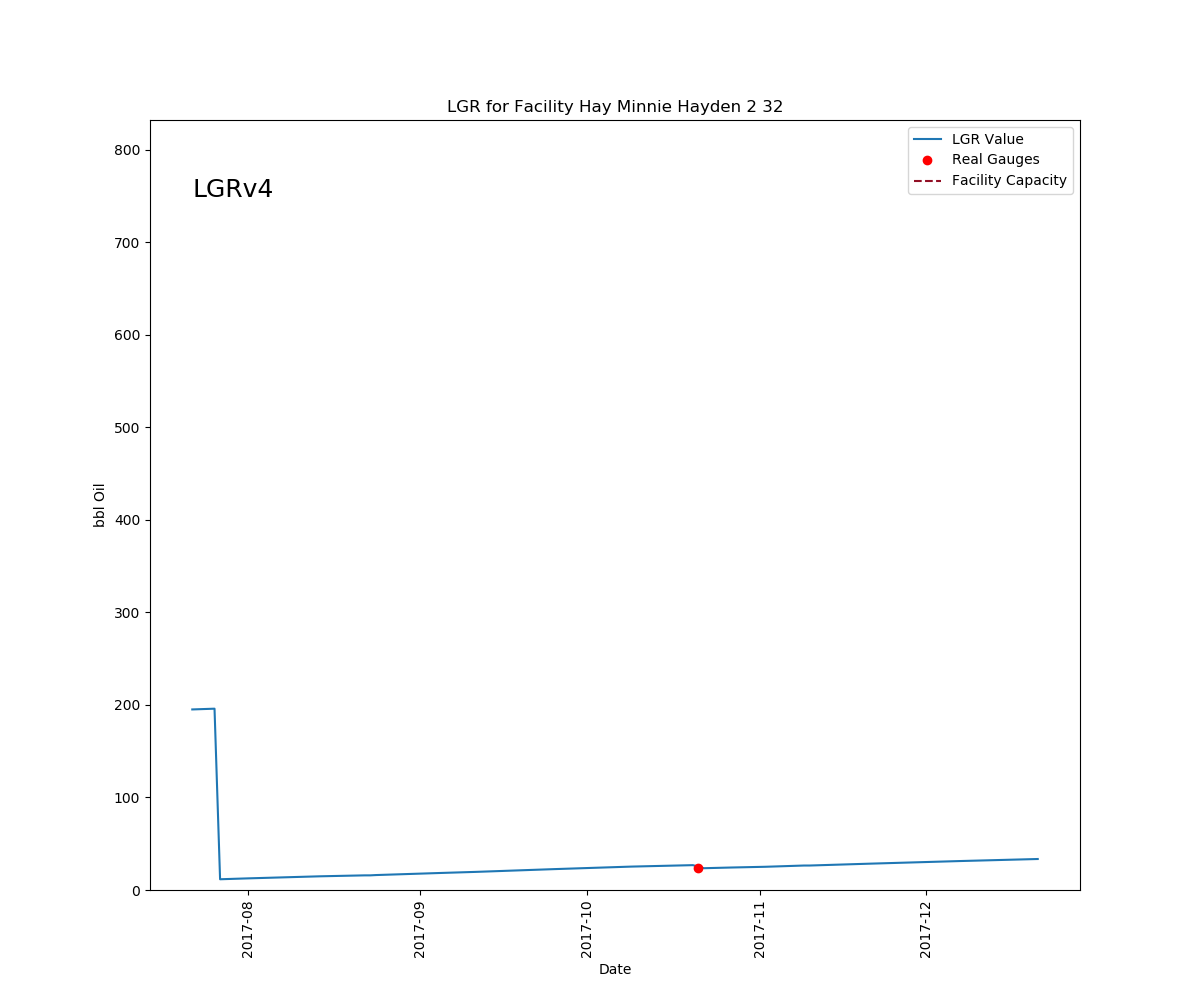 LGR for Facility Hay Minnie Hayden 2 32
LGRv4
LGR Value
Real Gauges
Facility Capacity
bbl Oil
800
700
600
500
400
300
200
100
0
2017-08
2017-09
2017-10
2017-11
2017-12
Date